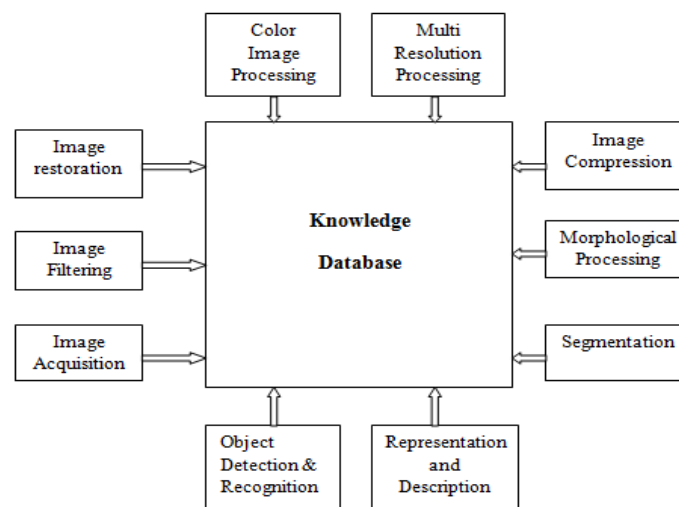 Color
Image
Processing
Multi
Resolution
Processing
Image
restoration
Image
Compression
Knowledge
Database
Image
Filtering
Morphological
Processing
Image
Acquisition
Segmentation
Object
Detection &
Recognition
Representation
and
Description